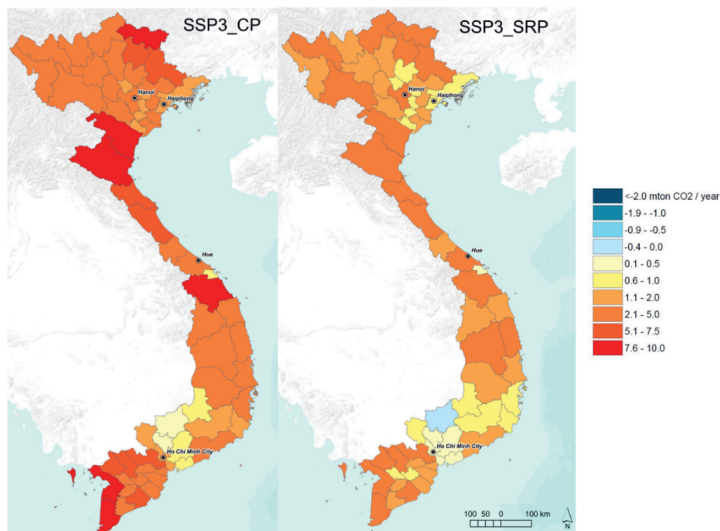 SSP3_CP
Hanoi
Haiphong
Hue
Ho Chi Minh City
SSP3_SRP
Hanoi
Haiphong
Hue
Ho Chi Minh City
<-2.0 mton CO2 / year
-1.9 - -1.0
-0.9 - -0.5
-0.4 - 0.0
0.1 - 0.5
0.6 - 1.0
1.1 - 2.0
2.1 - 5.0
5.1 - 7.5
7.6 - 10.0
100 50 0 100 km
N